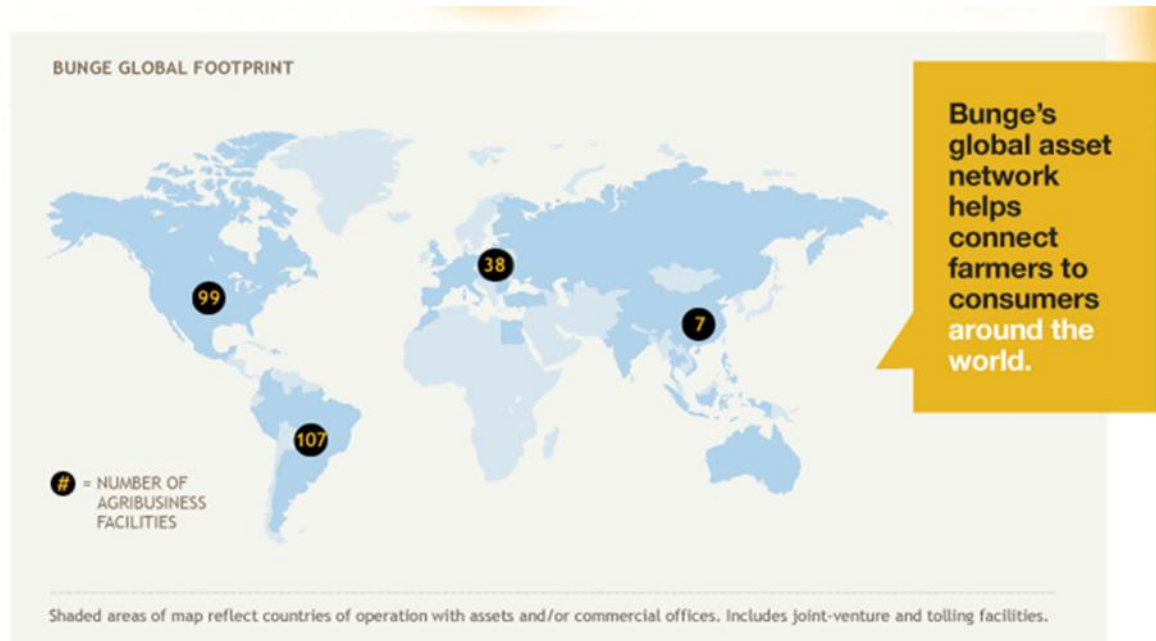 BUNGE GLOBAL FOOTPRINT
Bunge's
global asset
network
helps
connect
farmers to
consumers
around the
world.
99
38
7
107
# = NUMBER OF
AGRIBUSINESS
FACILITIES
Shaded areas of map reflect countries of operation with assets and/or commercial offices. Includes joint-venture and tolling facilities.